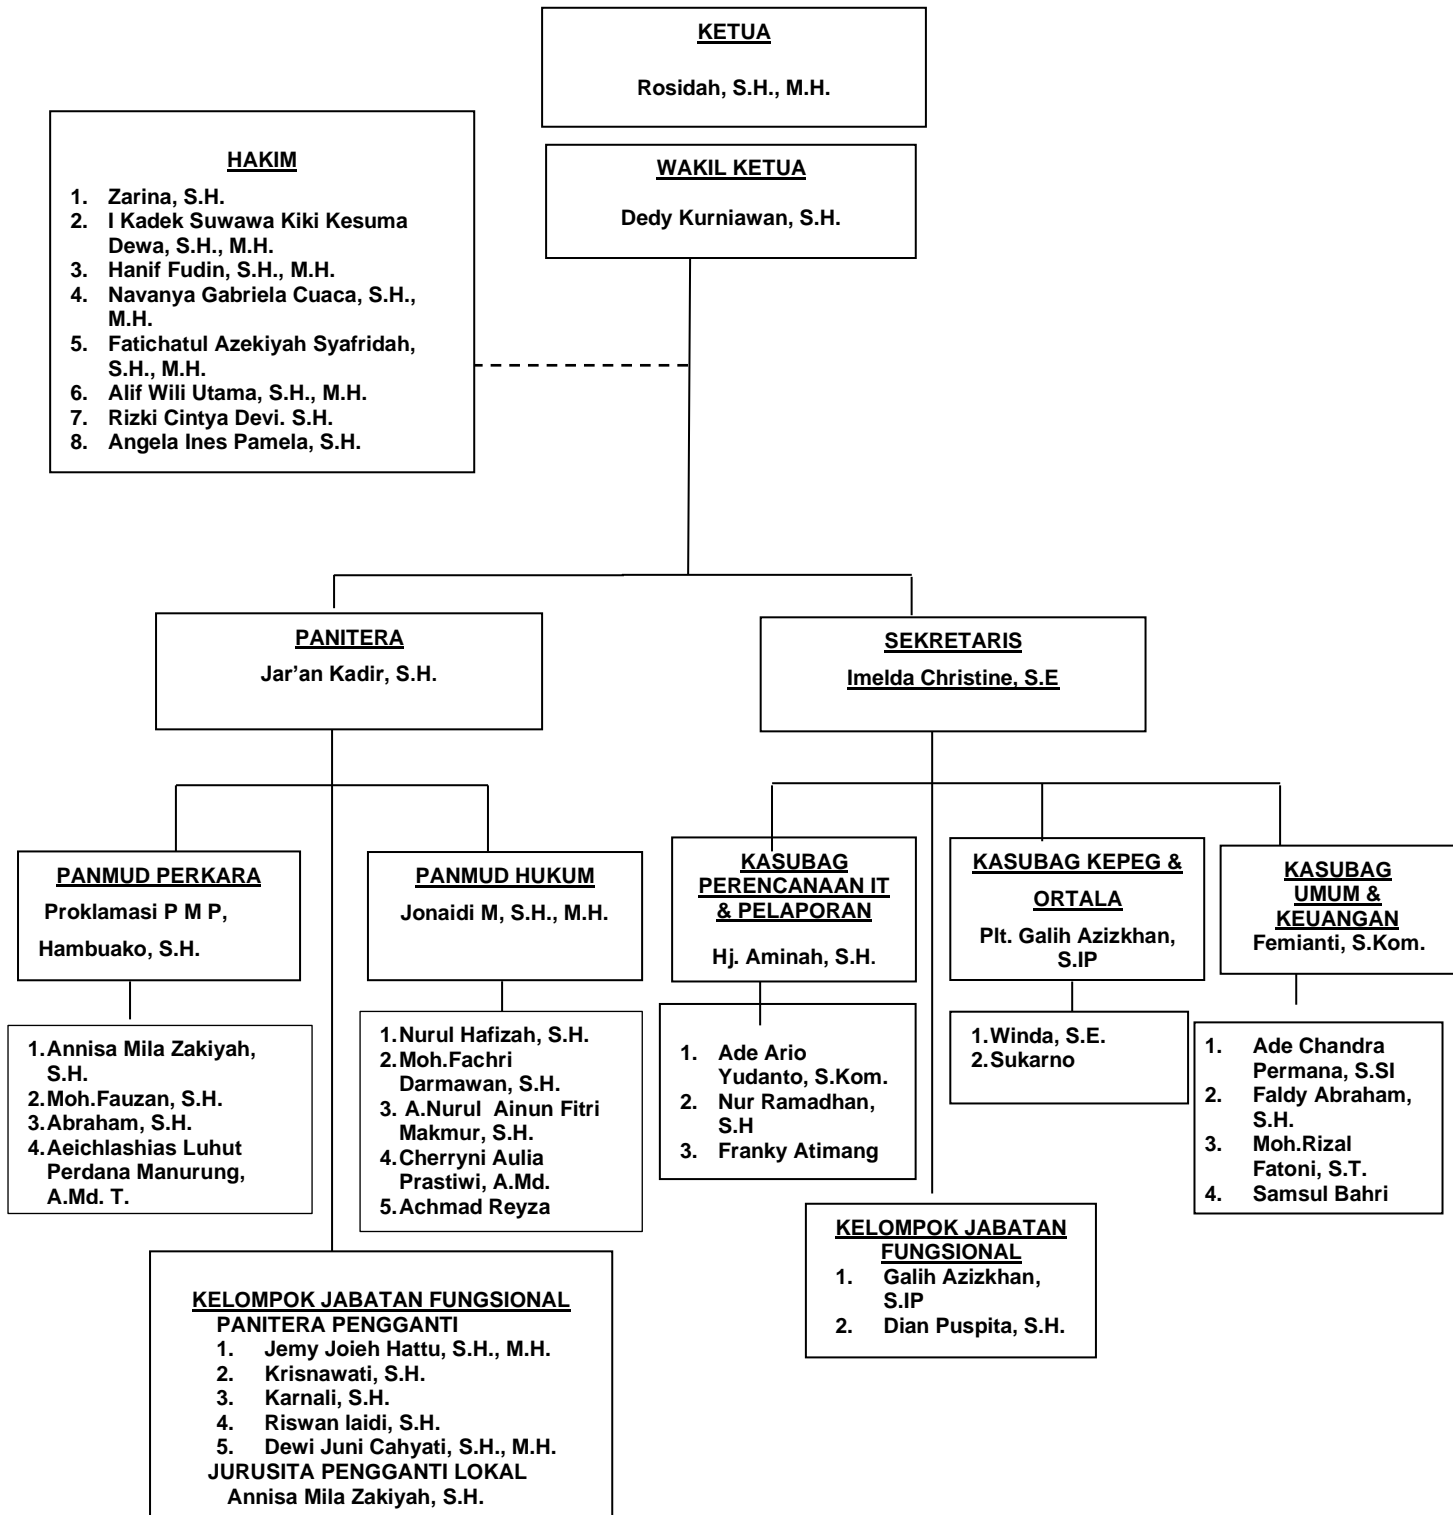 KETUA
Rosidah, S.H., M.H.
HAKIM
1. Zarina, S.H.
2. I Kadek Suwawa Kiki Kesuma
Dewa, S.H., M.H.
3. Hanif Fudin, S.H., M.H.
4. Navanya Gabriela Cuaca, S.H.,
M.H.
5. Fatichatul Azekiyah Syafridah,
S.H., M.H.
6. Alif Wili Utama, S.H., M.H.
7. Rizki Cintya Devi. S.H.
8. Angela Ines Pamela, S.H.
WAKIL KETUA
Dedy Kurniawan, S.H.
PANITERA
Jar’an Kadir, S.H.
SEKRETARIS
Imelda Christine, S.E
PANMUD PERKARA
Proklamasi P M P,
Hambuako, S.H.
PANMUD HUKUM
Jonaidi M, S.H., M.H.
KASUBAG
PERENCANAAN IT
& PELAPORAN
Hj. Aminah, S.H.
KASUBAG KEPEG &
ORTALA
Plt. Galih Azizkhan,
S.IP
KASUBAG
UMUM &
KEUANGAN
Femianti, S.Kom.
1.Annisa Mila Zakiyah,
S.H.
2.Moh.Fauzan, S.H.
3.Abraham, S.H.
4.Aeichlashias Luhut
Perdana Manurung,
A.Md. T.
1.Nurul Hafizah, S.H.
2.Moh.Fachri
Darmawan, S.H.
3. A.Nurul Ainun Fitri
Makmur, S.H.
4.Cherryni Aulia
Prastiwi, A.Md.
5.Achmad Reyza
1. Ade Ario
Yudanto, S.Kom.
2. Nur Ramadhan,
S.H
3. Franky Atimang
1.Winda, S.E.
2.Sukarno
1. Ade Chandra
Permana, S.SI
2. Faldy Abraham,
S.H.
3. Moh.Rizal
Fatoni, S.T.
4. Samsul Bahri
KELOMPOK JABATAN FUNGSIONAL
PANITERA PENGGANTI
1. Jemy Joieh Hattu, S.H., M.H.
2. Krisnawati, S.H.
3. Karnali, S.H.
4. Riswan laidi, S.H.
5. Dewi Juni Cahyati, S.H., M.H.
JURUSITA PENGGANTI LOKAL
Annisa Mila Zakiyah, S.H.
KELOMPOK JABATAN
FUNGSIONAL
1. Galih Azizkhan,
S.IP
2. Dian Puspita, S.H.